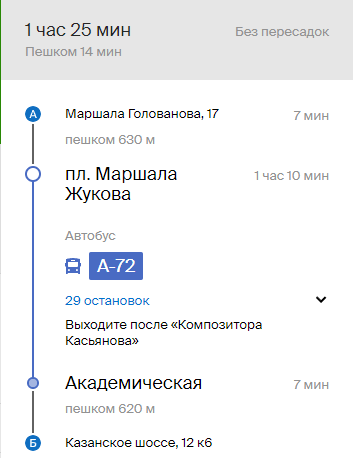 1 час 25 мин
Без пересадок
Пешком 14 мин
А
Маршала Голованова, 17
7 мин
пешком 630 м
пл. Маршала
1 час 10 мин
Жукова
Автобус
А-72
29 остановок
Выходите после «Композитора
Касьянова»
Академическая
7 мин
пешком 620 м
Б
Казанское шоссе, 12 к6